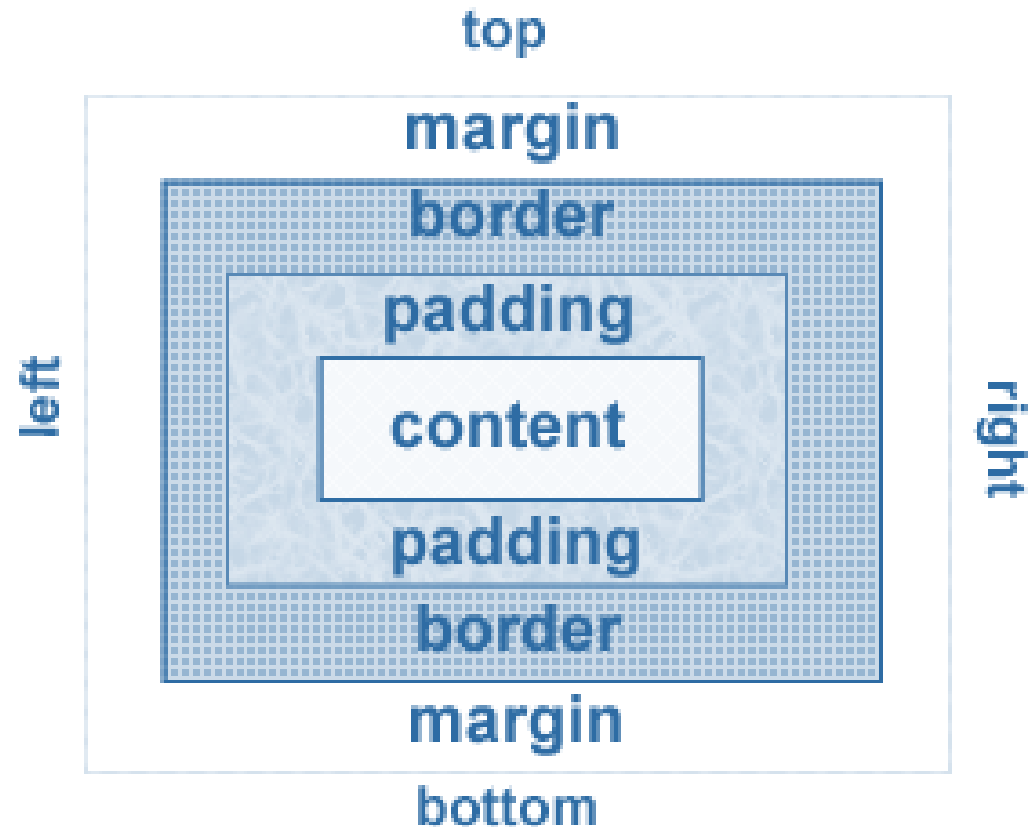 top
margin
border
padding
left
content
right
padding
border
margin
bottom